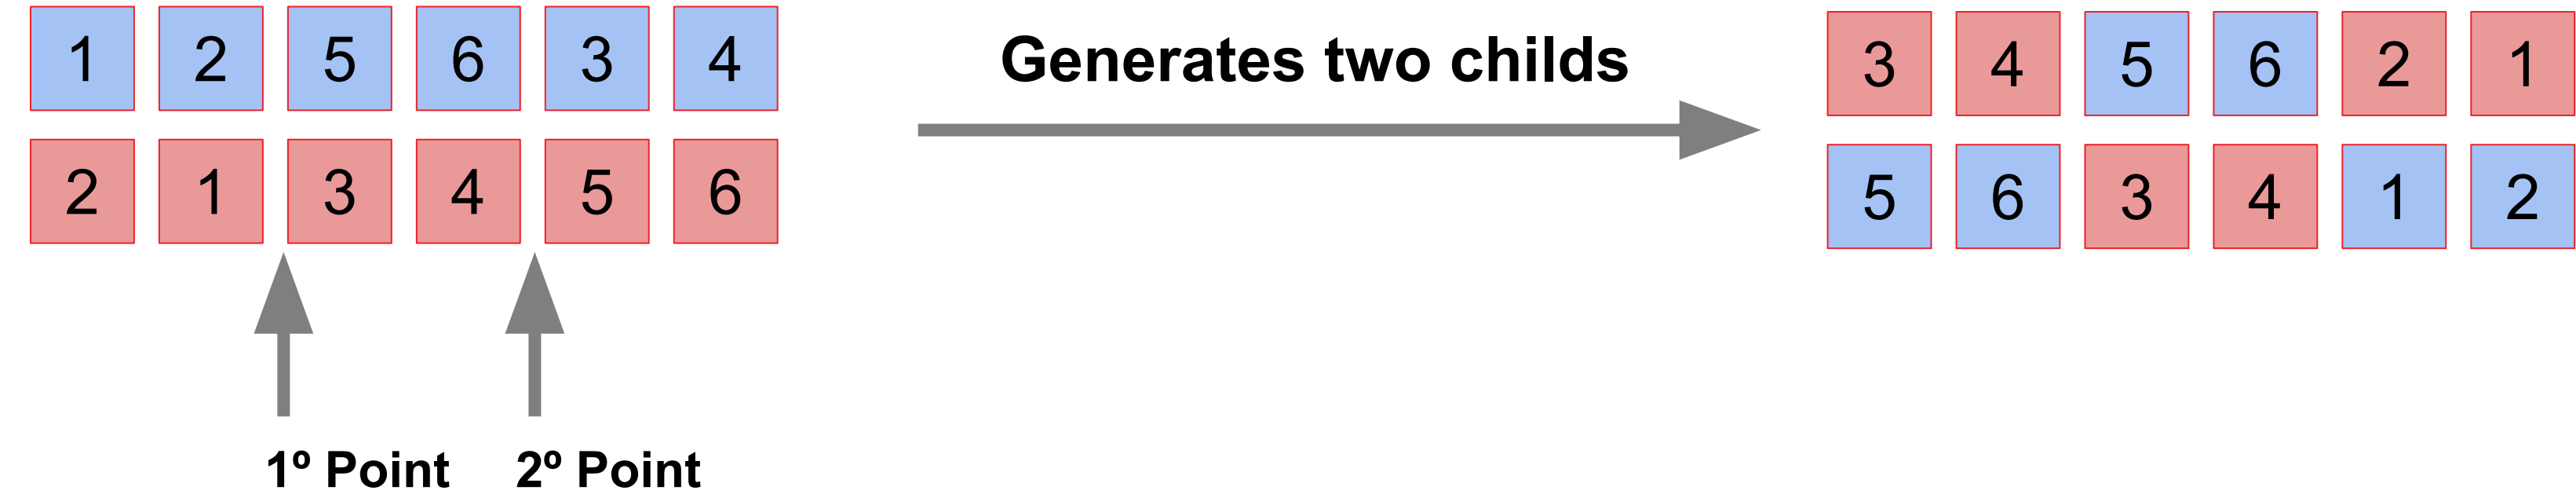 1 2 5 6 3 4
2 1 3 4 5 6
1º Point 2º Point
Generates two childs
3 4 5 6 2 1
5 6 3 4 1 2